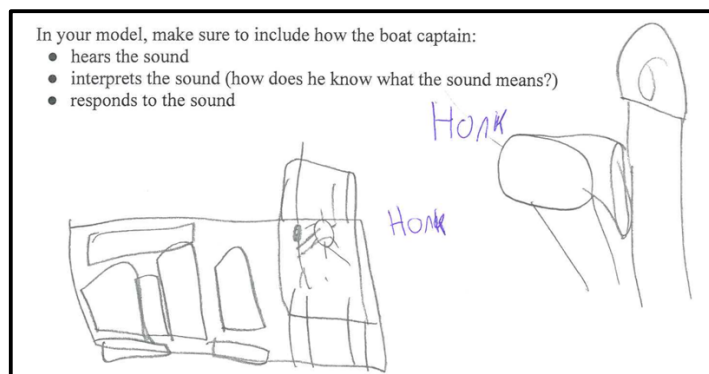 In your model, make sure to include how the boat captain:
● hears the sound
● interprets the sound (how does he know what the sound means?)
● responds to the sound
Honk
Honk